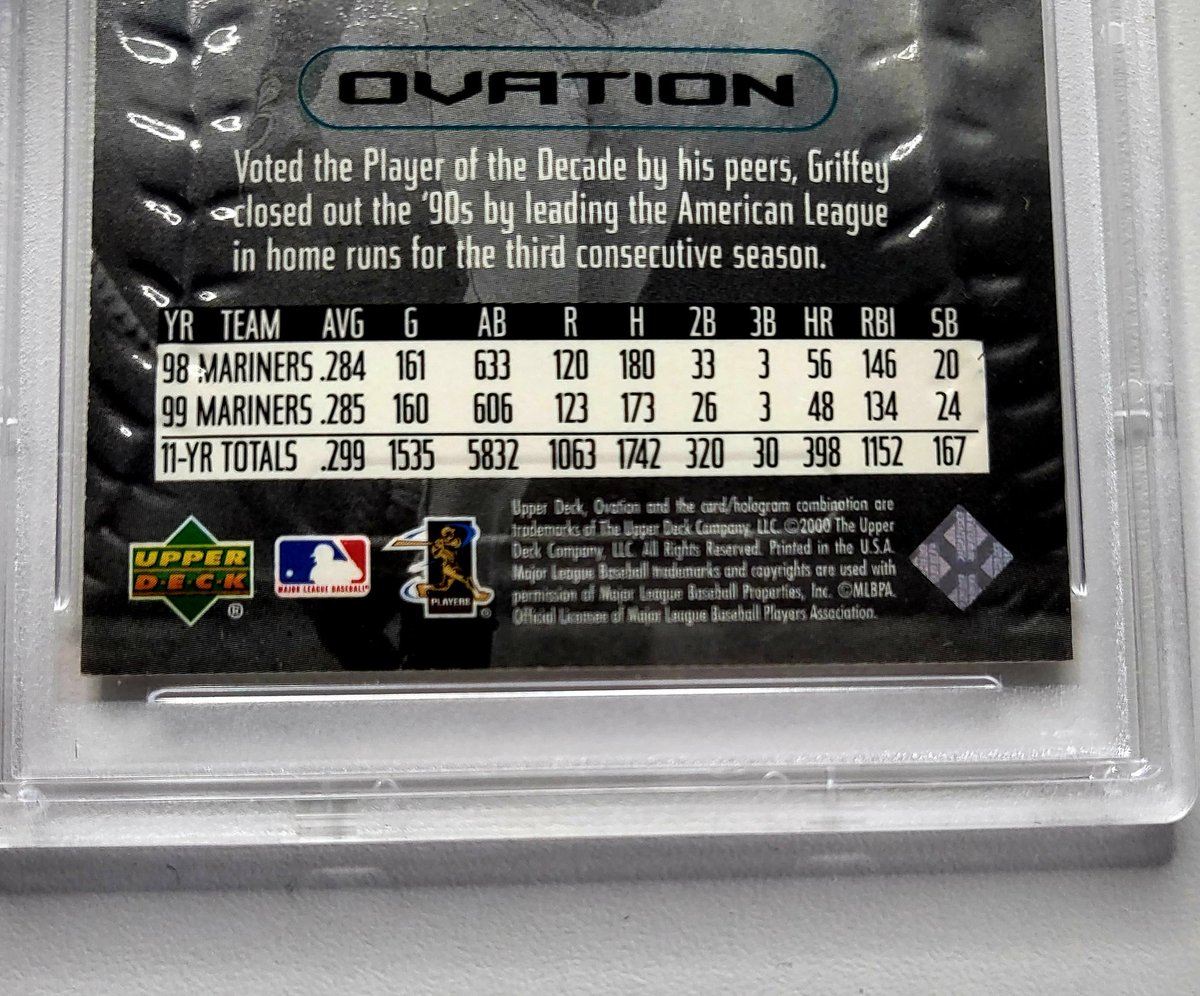 OVATION
Voted the Player of the Decade by his peers, Griffey
closed out the '90s by leading the American League
in home runs for the third consecutive season.
YR TEAM AVG G AB R H 2B 3B HR RBI SB
98 MARINERS .284 161 633 120 180 33 3 56 146 20
99 MARINERS .285 160 606 123 173 26 3 48 134 24
11-YR TOTALS .299 1535 5832 1063 1742 320 30 398 1152 167
Upper Deck, Ovation and the card/hologram combination are
trademarks of The Upper Deck Company, LLC. ©2000 The Upper
Deck Company, LLC. All Rights Reserved. Printed in the U.S.A.
Major League Baseball trademarks and copyrights are used with
permission of Major League Baseball Properties, Inc. ©MLBPA.
Official Licensee of Major League Baseball Players Association.
UPPER
DECK
®
MAJOR LEAGUE BASEBALL®
PLAYERS
®